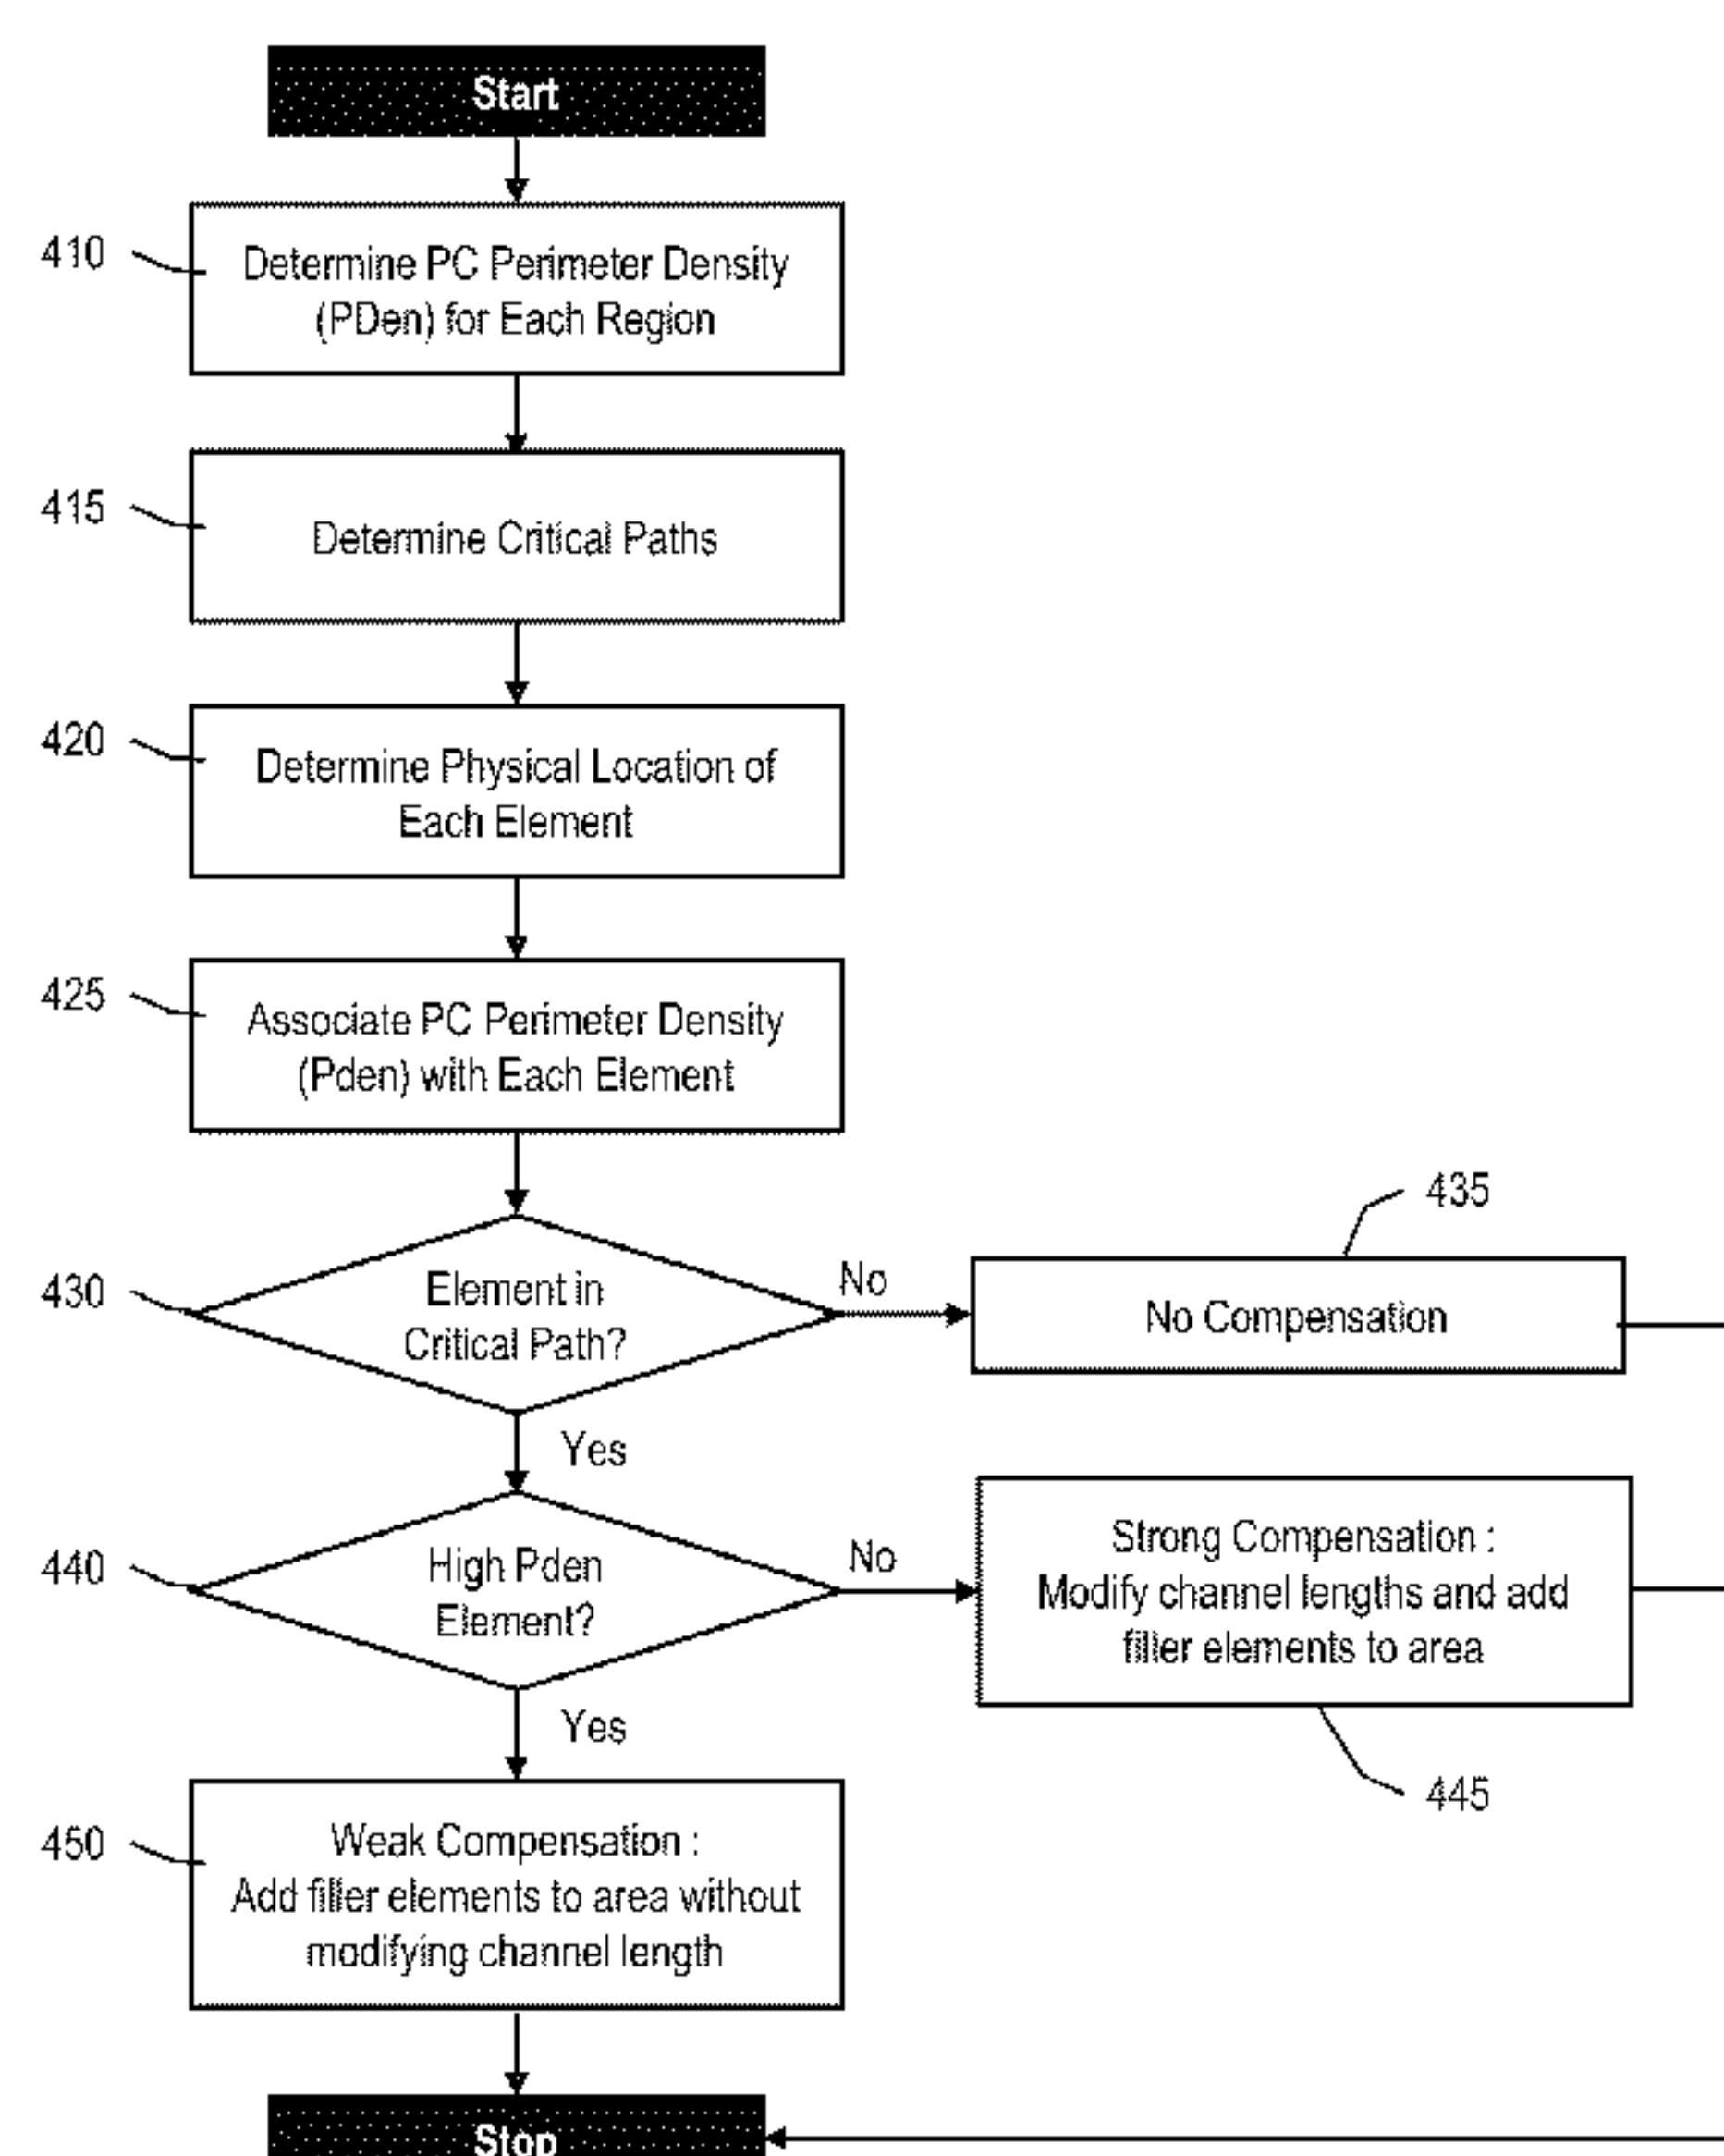 Start
410
Determine PC Perimeter Density
(PDen) for Each Region
415
Determine Critical Paths
420
Determine Physical Location of
Each Element
425
Associate PC Perimeter Density
(Pden) with Each Element
430
Element in
Critical Path?
No
435
No Compensation
Yes
440
High Pden
Element?
No
Strong Compensation :
Modify channel lengths and add
filler elements to area
445
Yes
450
Weak Compensation :
Add filler elements to area without
modifying channel length
Stop